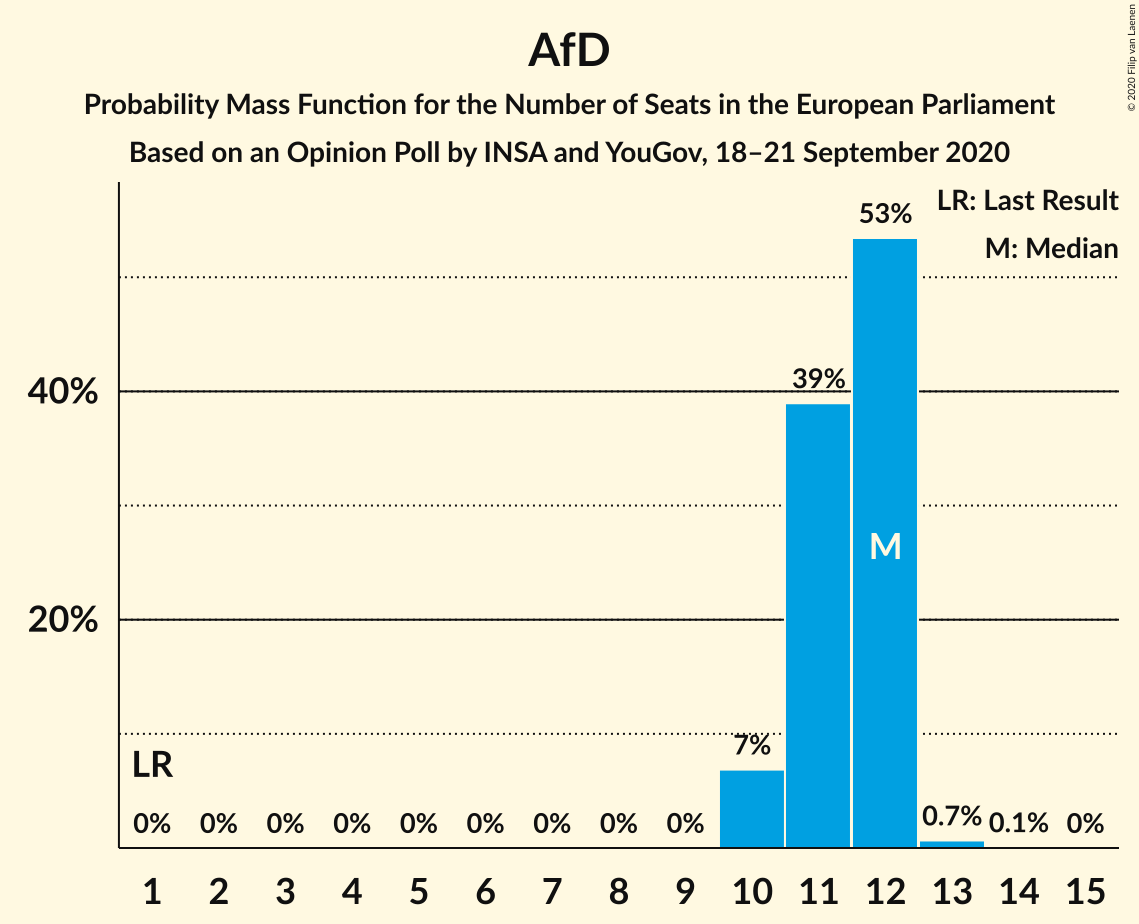 AfD
Probability Mass Function for the Number of Seats in the European Parliament
Based on an Opinion Poll by INSA and YouGov, 18–21 September 2020
© 2020 Filip van Laenen
LR: Last Result
M: Median
53%
39%
40%
M
20%
7%
LR
0% 0% 0% 0% 0% 0% 0% 0% 0% 0.7% 0.1% 0%
1 2 3 4 5 6 7 8 9 10 11 12 13 14 15